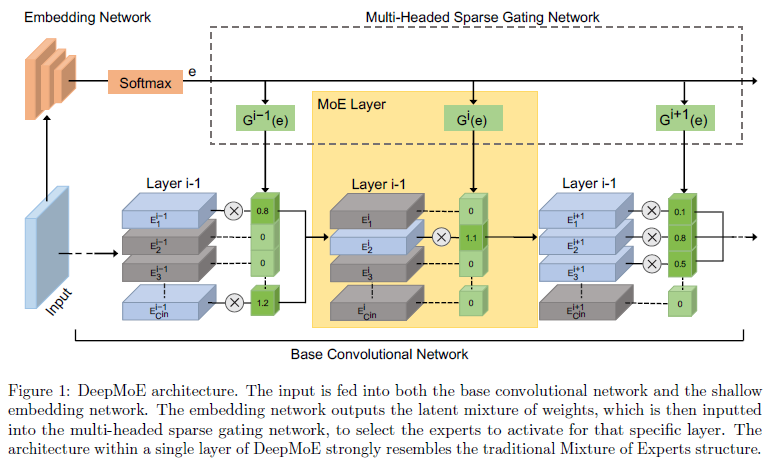 Embedding Network
Multi-Headed Sparse Gating Network
Softmax
e
MoE Layer
G^{i-1}(e)
G^{i}(e)
G^{i+1}(e)
Layer i-1
Layer i-1
Layer i-1
E_1^{i-1}
0.8
E_1^{i}
0
E_1^{i+1}
0.1
E_2^{i-1}
0
E_2^{i}
1.1
E_2^{i+1}
0.8
E_3^{i-1}
0
E_3^{i}
0
E_3^{i+1}
0.5
E_{Cin}^{i-1}
1.2
E_{Cin}^{i}
0
E_{Cin}^{i+1}
0
Input
Base Convolutional Network
Figure 1: DeepMoE architecture. The input is fed into both the base convolutional network and the shallow
embedding network. The embedding network outputs the latent mixture of weights, which is then inputted
into the multi-headed sparse gating network, to select the experts to activate for that specific layer. The
architecture within a single layer of DeepMoE strongly resembles the traditional Mixture of Experts structure.